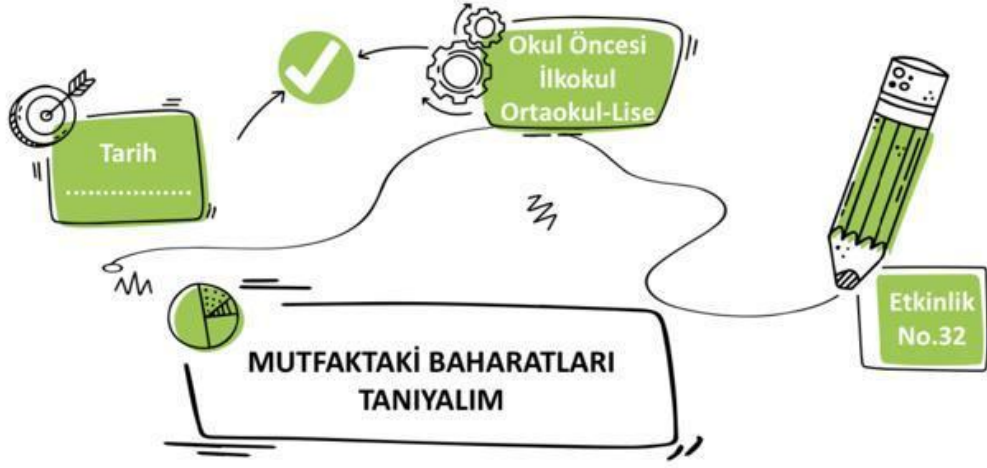 Okul Öncesi
İlkokul
Ortaokul-Lise
Tarih
....................
Etkinlik
No.32
MUTFAKTAKİ BAHARATLARI
TANIYALIM